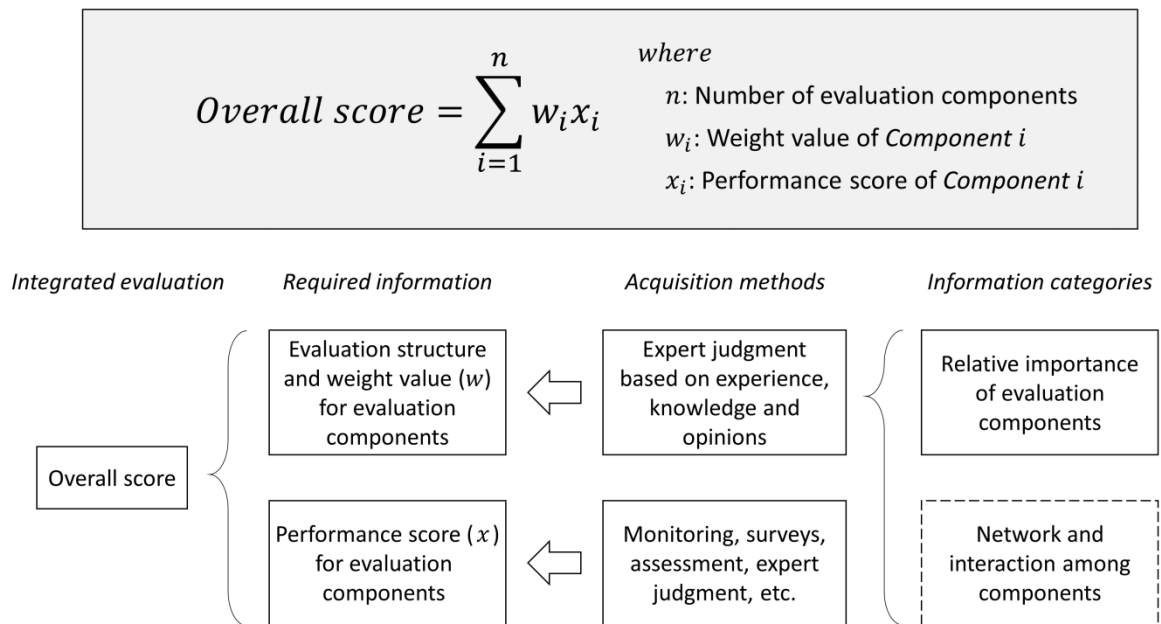 Overall score = \sum_{i=1}^{n} w_i x_i
where
n: Number of evaluation components
w_i: Weight value of Component i
x_i: Performance score of Component i
Integrated evaluation
Required information
Acquisition methods
Information categories
Overall score
Evaluation structure
and weight value (w)
for evaluation
components
Performance score (x)
for evaluation
components
Expert judgment
based on experience,
knowledge and
opinions
Monitoring, surveys,
assessment, expert
judgment, etc.
Relative importance
of evaluation
components
Network and
interaction among
components